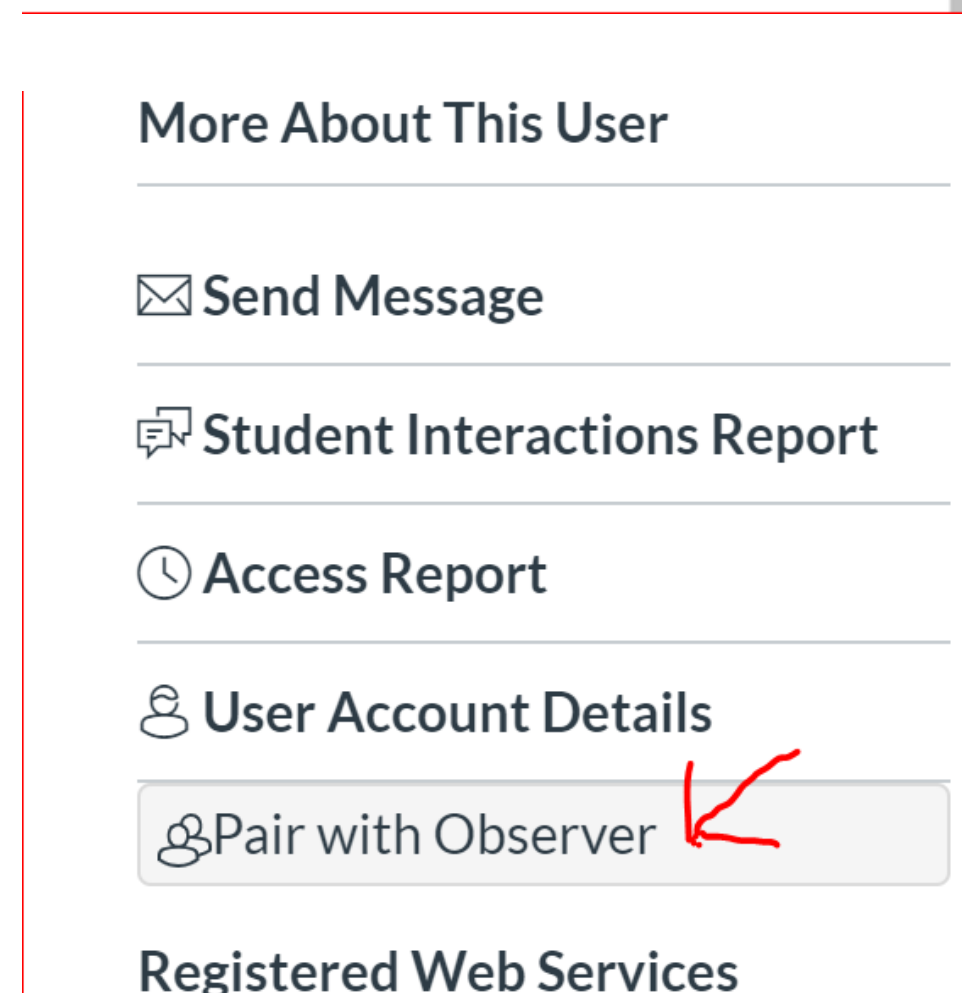 More About This User
Send Message
Student Interactions Report
Access Report
User Account Details
Pair with Observer
Registered Web Services